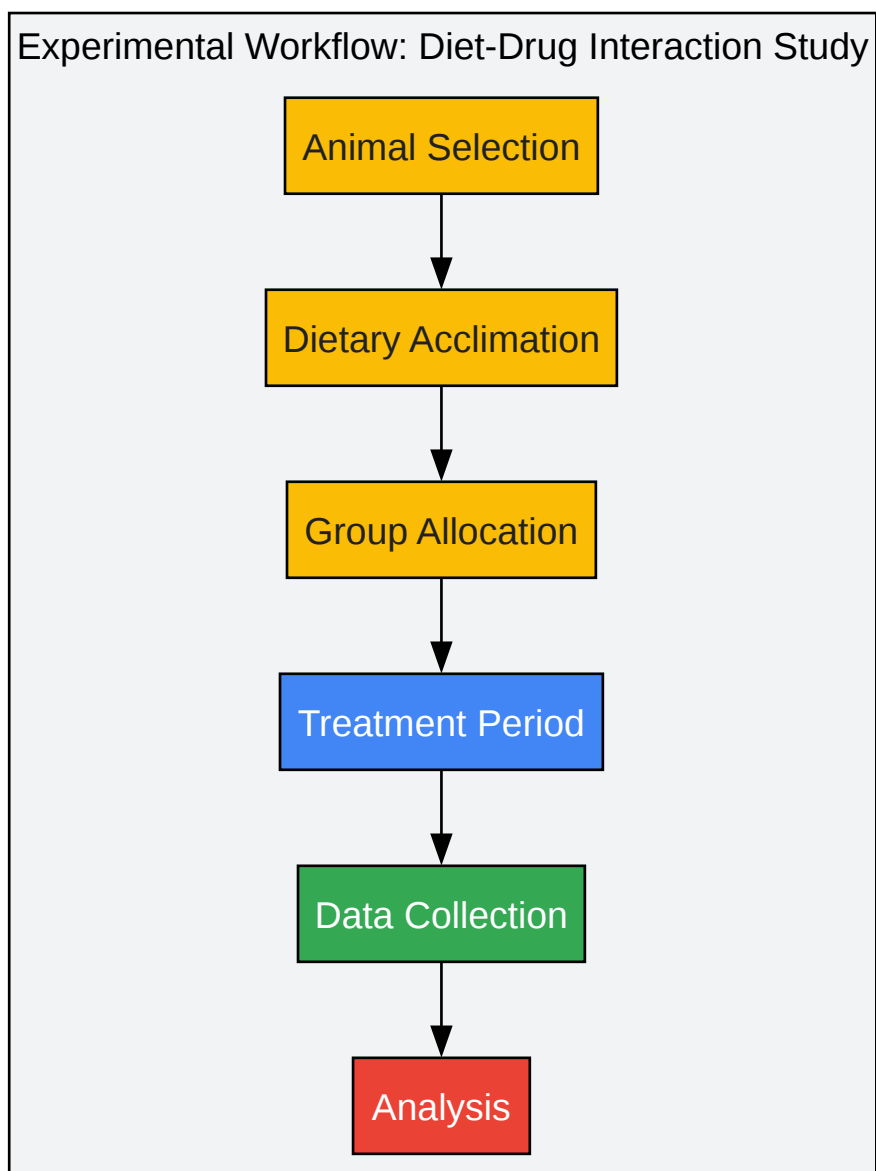 Experimental Workflow: Diet-Drug Interaction Study
Animal Selection
Dietary Acclimation
Group Allocation
Treatment Period
Data Collection
Analysis